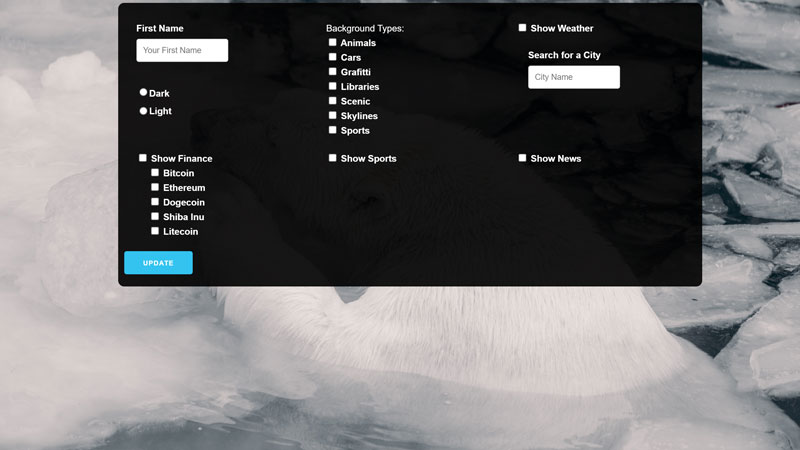 First Name
Your First Name
Dark
Light
Background Types:
Animals
Cars
Grafitti
Libraries
Scenic
Skylines
Sports
Show Weather
Search for a City
City Name
Show Finance
Bitcoin
Ethereum
Dogecoin
Shiba Inu
Litecoin
Show Sports
Show News
UPDATE